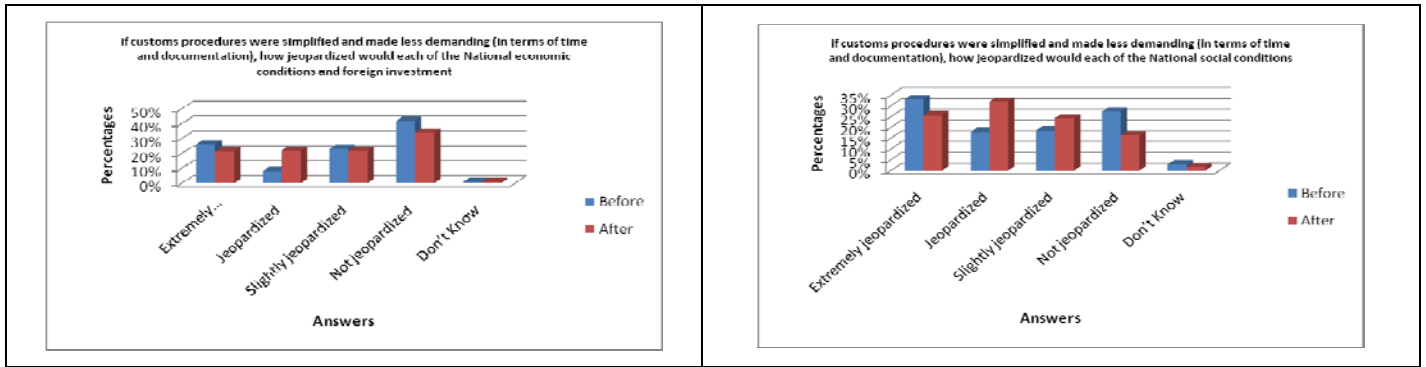 If customs procedures were simplified and made less demanding (in terms of time
and documentation), how jeopardized would each of the National economic
conditions and foreign investment
Percentages
50%
40%
30%
20%
10%
0%
Extremely...
Jeopardized
Slightly jeopardized
Not jeopardized
Don't Know
Before
After
Answers
If customs procedures were simplified and made less demanding (in terms of time
and documentation), how jeopardized would each of the National social conditions
Percentages
35%
30%
25%
20%
15%
10%
5%
0%
Extremely jeopardized
Jeopardized
Slightly jeopardized
Not jeopardized
Don't Know
Before
After
Answers